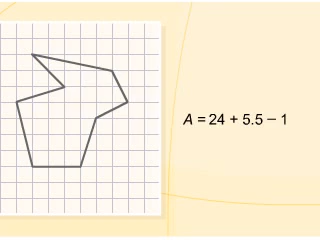 A = 24 + 5.5 − 1